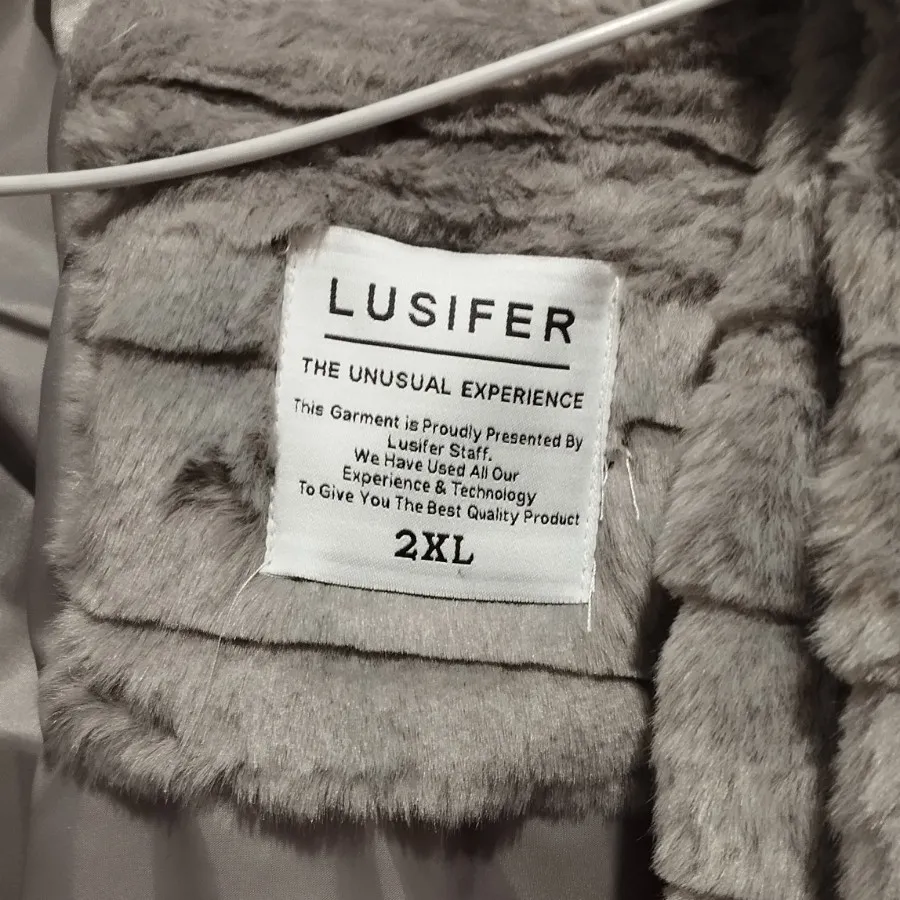 LUSIFER
THE UNUSUAL EXPERIENCE
This Garment is Proudly Presented By
Lusifer Staff.
We Have Used All Our
Experience & Technology
To Give You The Best Quality Product
2XL